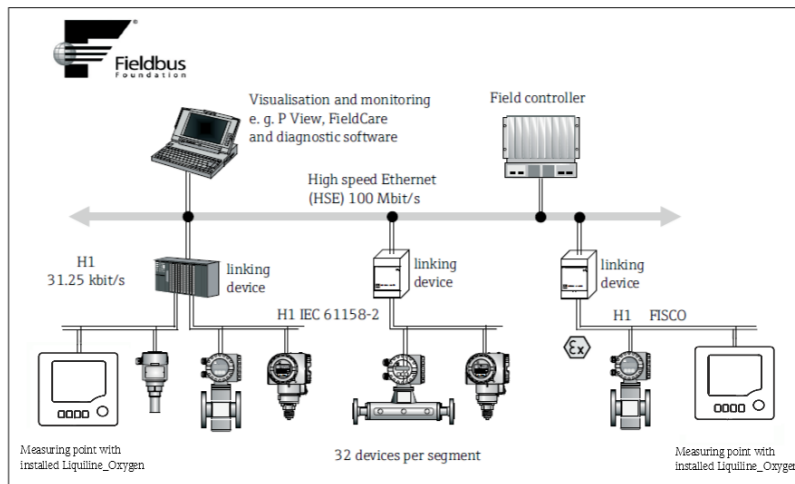 Fieldbus
Foundation
Visualisation and monitoring
e. g. P View, FieldCare
and diagnostic software
Field controller
High speed Ethernet
(HSE) 100 Mbit/s
H1
31.25 kbit/s
linking
device
linking
device
linking
device
H1 IEC 61158-2
H1 FISCO
Ex
Measuring point with
installed Liquiline_Oxygen
32 devices per segment
Measuring point with
installed Liquiline_Oxygen